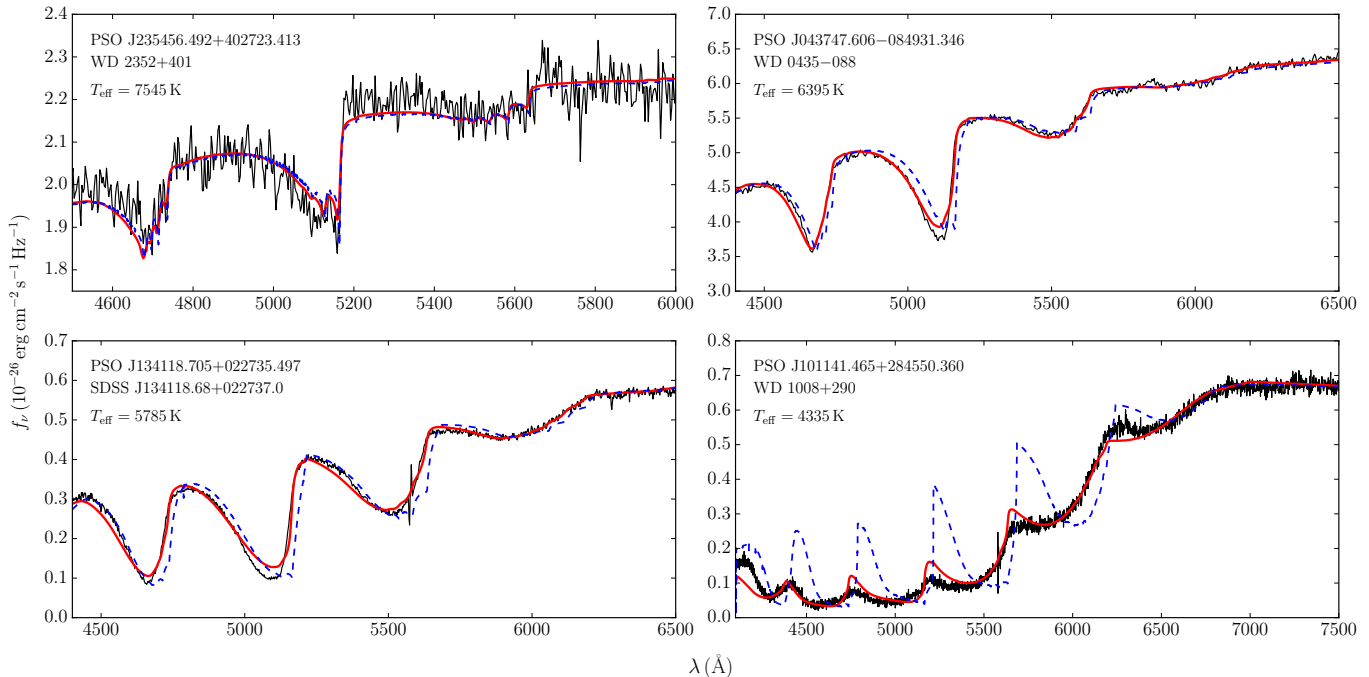 PSO J235456.492+402723.413
WD 2352+401
T_eff = 7545 K
2.4
2.3
2.2
2.1
2.0
1.9
1.8
4600 4800 5000 5200 5400 5600 5800 6000
PSO J043747.606−084931.346
WD 0435−088
T_eff = 6395 K
7.0
6.5
6.0
5.5
5.0
4.5
4.0
3.5
3.0
4500 5000 5500 6000 6500
f_ν (10^−26 erg cm^−2 s^−1 Hz^−1)
PSO J134118.705+022735.497
SDSS J134118.68+022737.0
T_eff = 5785 K
0.7
0.6
0.5
0.4
0.3
0.2
0.1
0.0
4500 5000 5500 6000 6500
PSO J101141.465+284550.360
WD 1008+290
T_eff = 4335 K
0.8
0.7
0.6
0.5
0.4
0.3
0.2
0.1
0.0
4500 5000 5500 6000 6500 7000 7500
λ (Å)